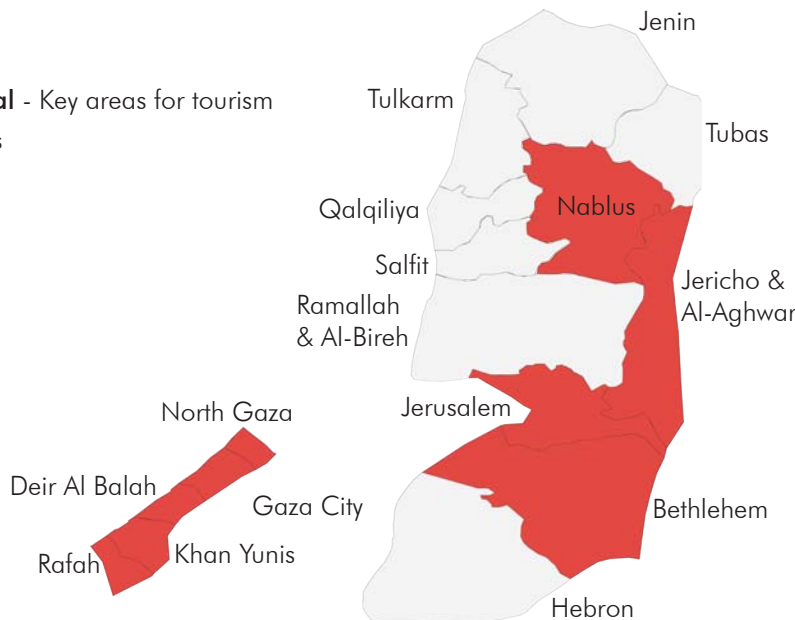 Jenin
al - Key areas for tourism
Tulkarm
s
Tubas
Nablus
Qalqiliya
Salfit
Jericho &
Al-Aghwar
Ramallah
& Al-Bireh
Jerusalem
North Gaza
Deir Al Balah
Gaza City
Bethlehem
Khan Yunis
Rafah
Hebron